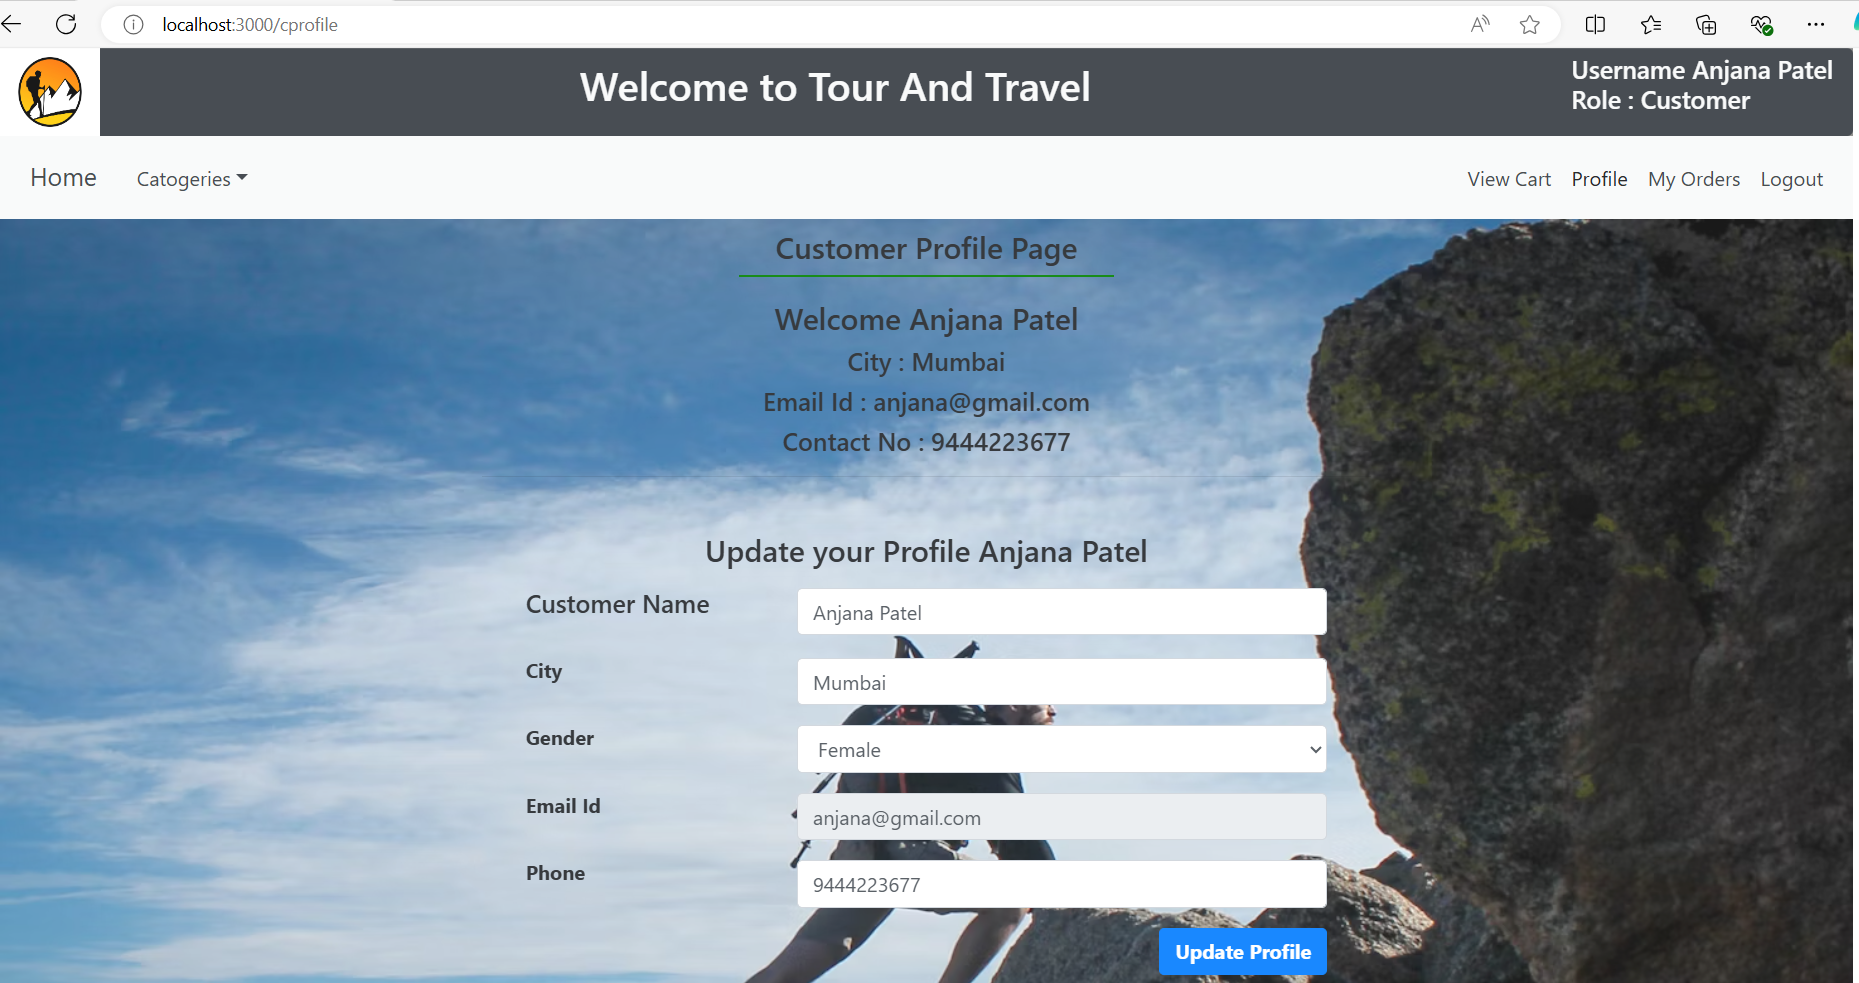 localhost:3000/cprofile
Welcome to Tour And Travel
Username Anjana Patel
Role : Customer
Home Catogeries View Cart Profile My Orders Logout
Customer Profile Page
Welcome Anjana Patel
City : Mumbai
Email Id : anjana@gmail.com
Contact No : 9444223677
Update your Profile Anjana Patel
Customer Name Anjana Patel
City Mumbai
Gender Female
Email Id anjana@gmail.com
Phone 9444223677
Update Profile